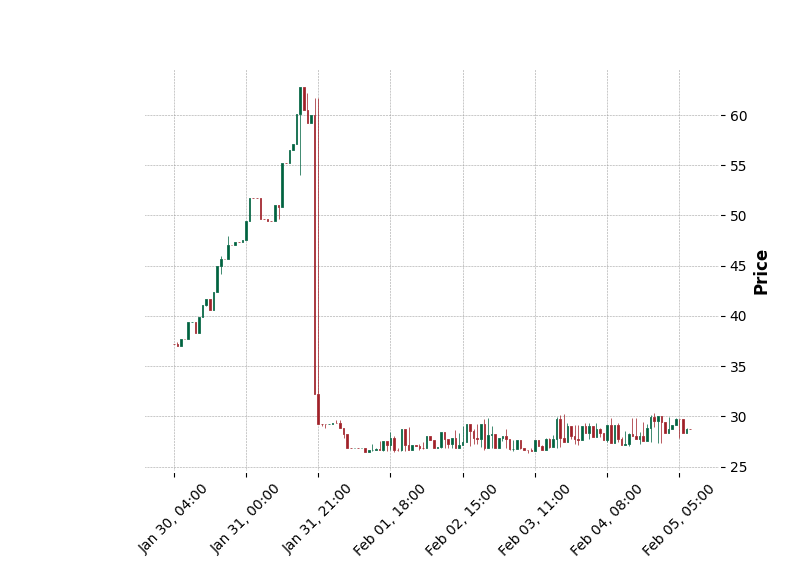 60
55
50
45
40
35
30
25
Price
Jan 30, 04:00
Jan 31, 00:00
Jan 31, 21:00
Feb 01, 18:00
Feb 02, 15:00
Feb 03, 11:00
Feb 04, 08:00
Feb 05, 05:00